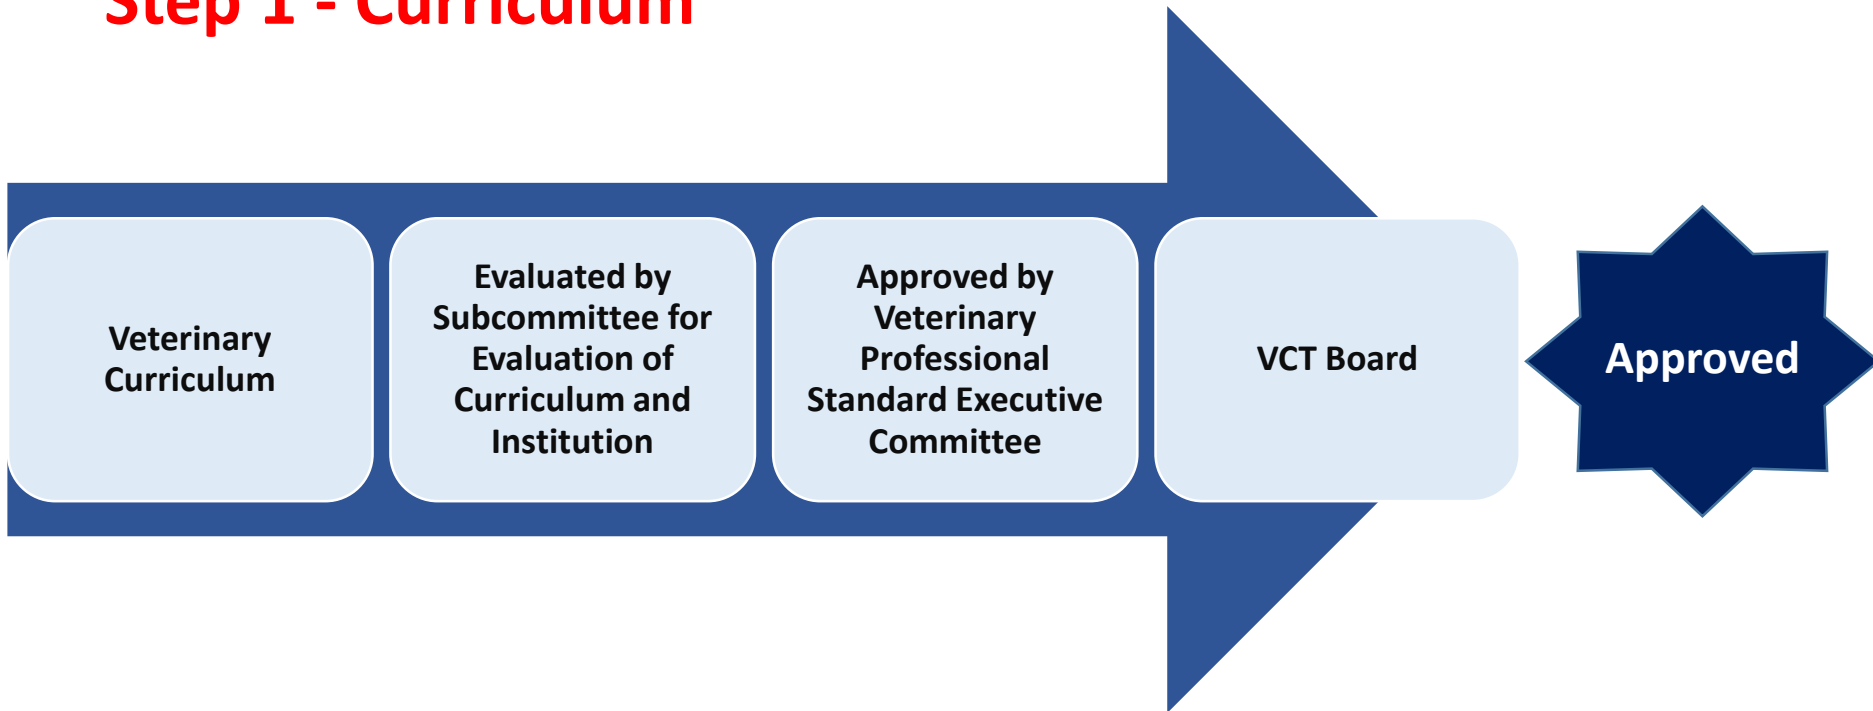 Step 1 - Curriculum
Veterinary
Curriculum
Evaluated by
Subcommittee for
Evaluation of
Curriculum and
Institution
Approved by
Veterinary
Professional
Standard Executive
Committee
VCT Board
Approved